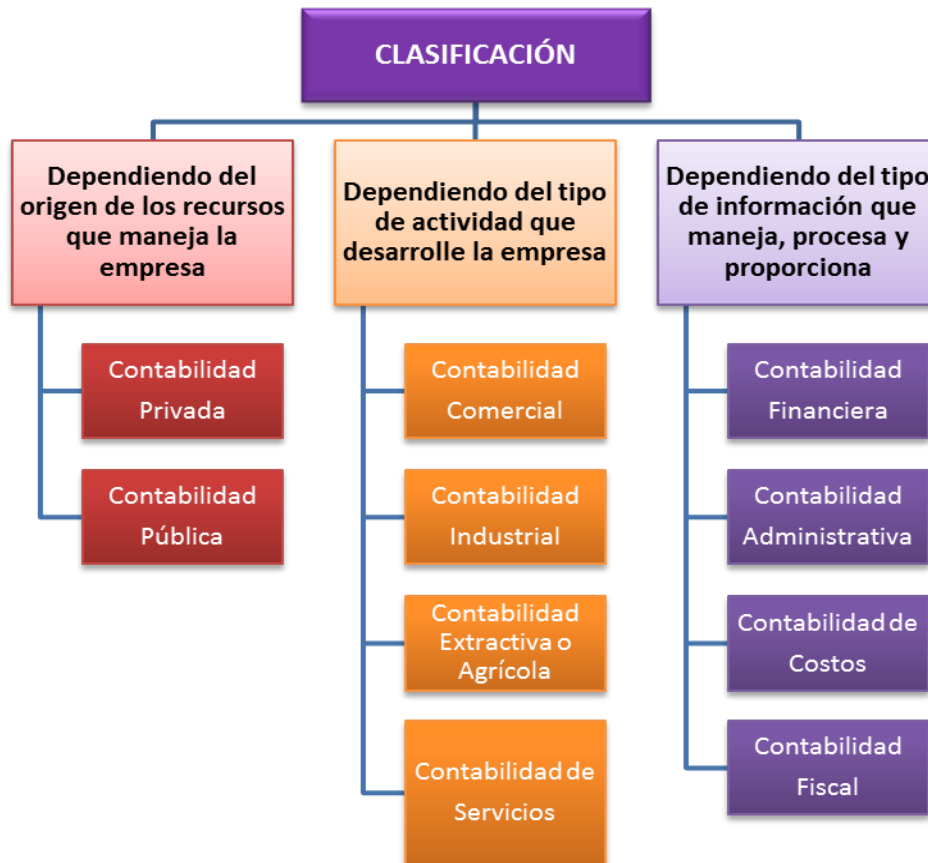 CLASIFICACIÓN
Dependiendo del
origen de los recursos
que maneja la
empresa
Contabilidad
Privada
Contabilidad
Pública
Dependiendo del tipo
de actividad que
desarrolle la empresa
Contabilidad
Comercial
Contabilidad
Industrial
Contabilidad
Extractiva o
Agrícola
Contabilidad de
Servicios
Dependiendo del tipo
de información que
maneja, procesa y
proporciona
Contabilidad
Financiera
Contabilidad
Administrativa
Contabilidad de
Costos
Contabilidad
Fiscal